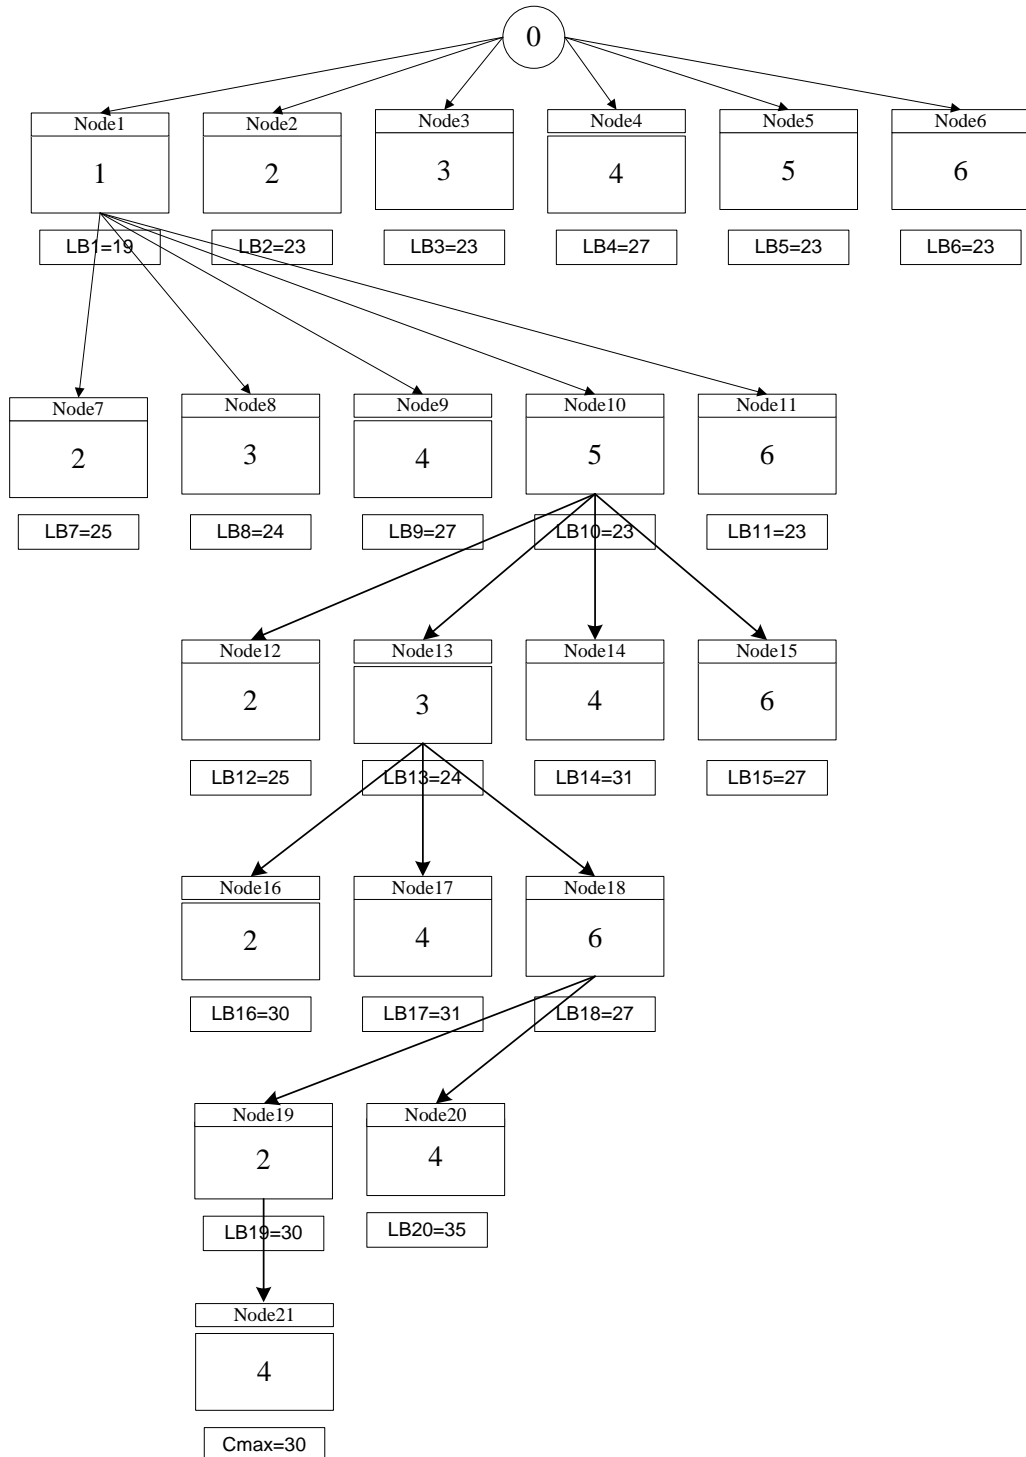 0
Node1 Node2 Node3 Node4 Node5 Node6
1 2 3 4 5 6
LB1=19 LB2=23 LB3=23 LB4=27 LB5=23 LB6=23
Node7 Node8 Node9 Node10 Node11
2 3 4 5 6
LB7=25 LB8=24 LB9=27 LB10=23 LB11=23
Node12 Node13 Node14 Node15
2 3 4 6
LB12=25 LB13=24 LB14=31 LB15=27
Node16 Node17 Node18
2 4 6
LB16=30 LB17=31 LB18=27
Node19 Node20
2 4
LB19=30 LB20=35
Node21
4
Cmax=30